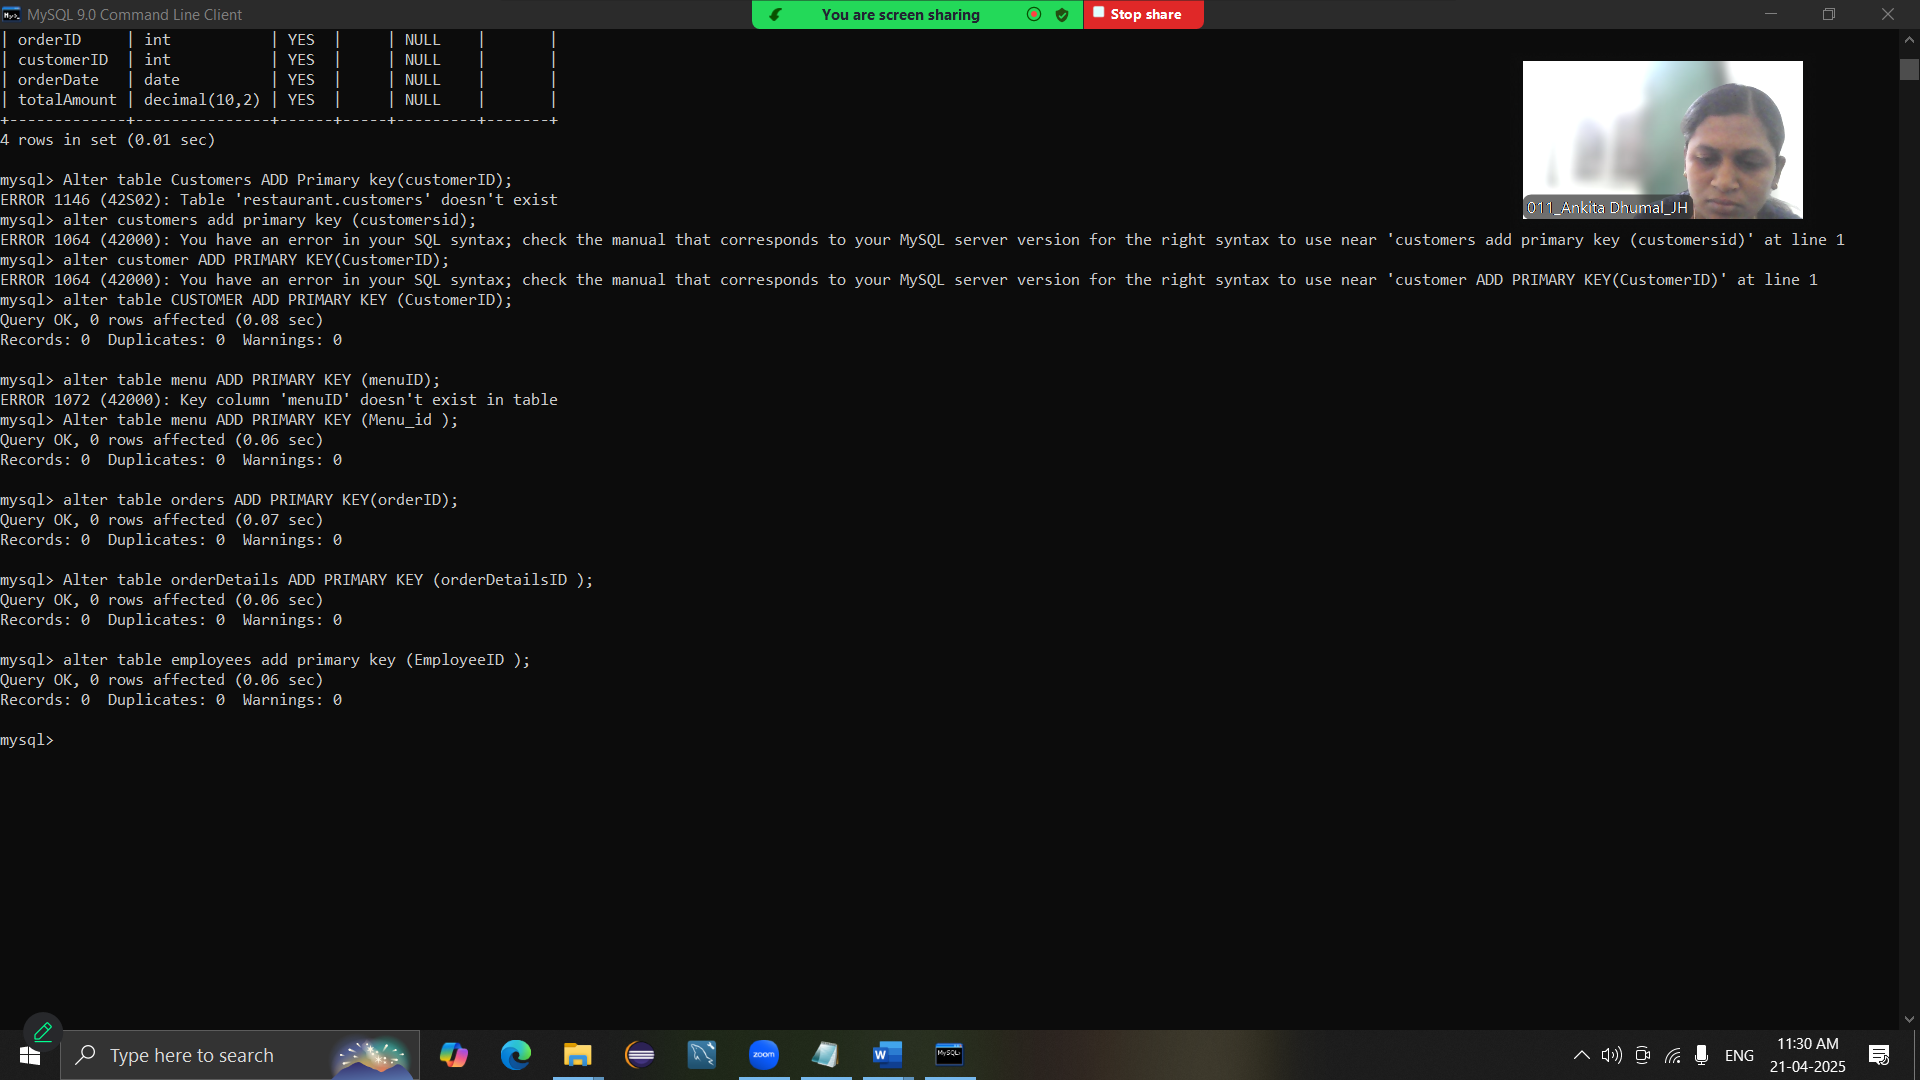 MySQL 9.0 Command Line Client
You are screen sharing
Stop share
| orderID     | int           | YES  |     | NULL    |       |
| customerID  | int           | YES  |     | NULL    |       |
| orderDate   | date          | YES  |     | NULL    |       |
| totalAmount | decimal(10,2) | YES  |     | NULL    |       |
+-------------+---------------+------+-----+---------+-------+
4 rows in set (0.01 sec)
mysql> Alter table Customers ADD Primary key(customerID);
ERROR 1146 (42S02): Table 'restaurant.customers' doesn't exist
mysql> alter customers add primary key (customersid);
ERROR 1064 (42000): You have an error in your SQL syntax; check the manual that corresponds to your MySQL server version for the right syntax to use near 'customers add primary key (customersid)' at line 1
mysql> alter customer ADD PRIMARY KEY(CustomerID);
ERROR 1064 (42000): You have an error in your SQL syntax; check the manual that corresponds to your MySQL server version for the right syntax to use near 'customer ADD PRIMARY KEY(CustomerID)' at line 1
mysql> alter table CUSTOMER ADD PRIMARY KEY (CustomerID);
Query OK, 0 rows affected (0.08 sec)
Records: 0  Duplicates: 0  Warnings: 0
mysql> alter table menu ADD PRIMARY KEY (menuID);
ERROR 1072 (42000): Key column 'menuID' doesn't exist in table
mysql> Alter table menu ADD PRIMARY KEY (Menu_id );
Query OK, 0 rows affected (0.06 sec)
Records: 0  Duplicates: 0  Warnings: 0
mysql> alter table orders ADD PRIMARY KEY(orderID);
Query OK, 0 rows affected (0.07 sec)
Records: 0  Duplicates: 0  Warnings: 0
mysql> Alter table orderDetails ADD PRIMARY KEY (orderDetailsID );
Query OK, 0 rows affected (0.06 sec)
Records: 0  Duplicates: 0  Warnings: 0
mysql> alter table employees add primary key (EmployeeID );
Query OK, 0 rows affected (0.06 sec)
Records: 0  Duplicates: 0  Warnings: 0
mysql>
011_Ankita Dhumal_JH
Type here to search
zoom
W
MySQL
ENG
11:30 AM
21-04-2025